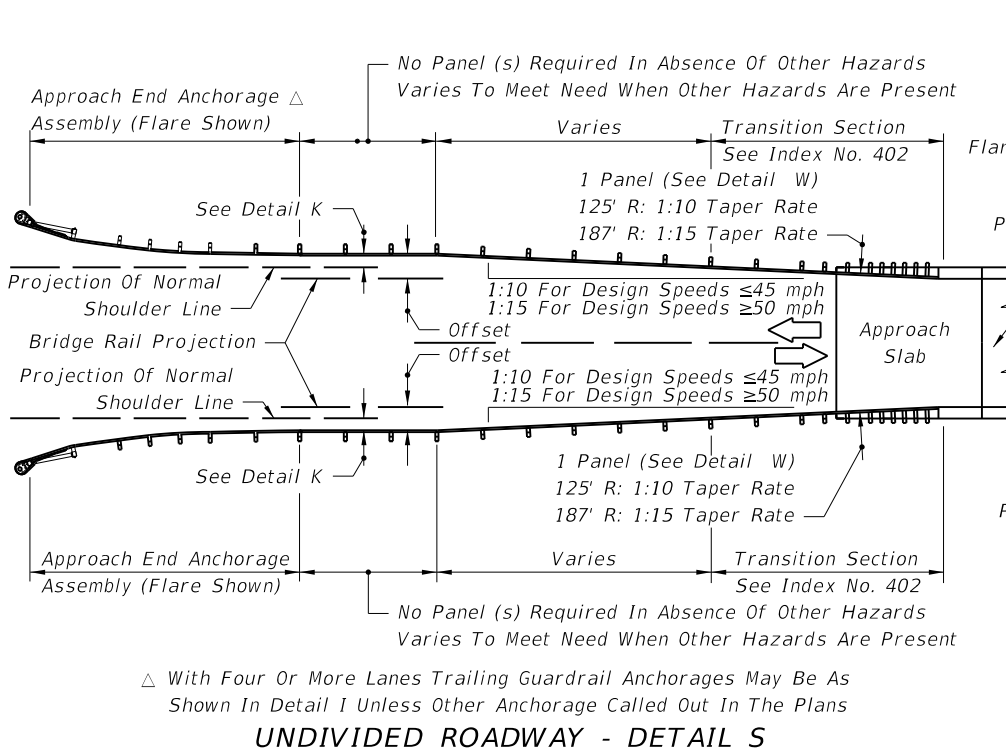 No Panel (s) Required In Absence Of Other Hazards
Varies To Meet Need When Other Hazards Are Present
Approach End Anchorage △
Assembly (Flare Shown)
Varies
Transition Section
See Index No. 402
Flar
1 Panel (See Detail W)
125' R: 1:10 Taper Rate
187' R: 1:15 Taper Rate
See Detail K
P
Projection Of Normal
Shoulder Line
1:10 For Design Speeds ≤45 mph
1:15 For Design Speeds ≥50 mph
Offset
Bridge Rail Projection
Approach
Slab
Offset
Projection Of Normal
Shoulder Line
1:10 For Design Speeds ≤45 mph
1:15 For Design Speeds ≥50 mph
See Detail K
1 Panel (See Detail W)
125' R: 1:10 Taper Rate
187' R: 1:15 Taper Rate
Approach End Anchorage
Assembly (Flare Shown)
Varies
Transition Section
See Index No. 402
No Panel (s) Required In Absence Of Other Hazards
Varies To Meet Need When Other Hazards Are Present
△ With Four Or More Lanes Trailing Guardrail Anchorages May Be As
Shown In Detail I Unless Other Anchorage Called Out In The Plans
UNDIVIDED ROADWAY - DETAIL S